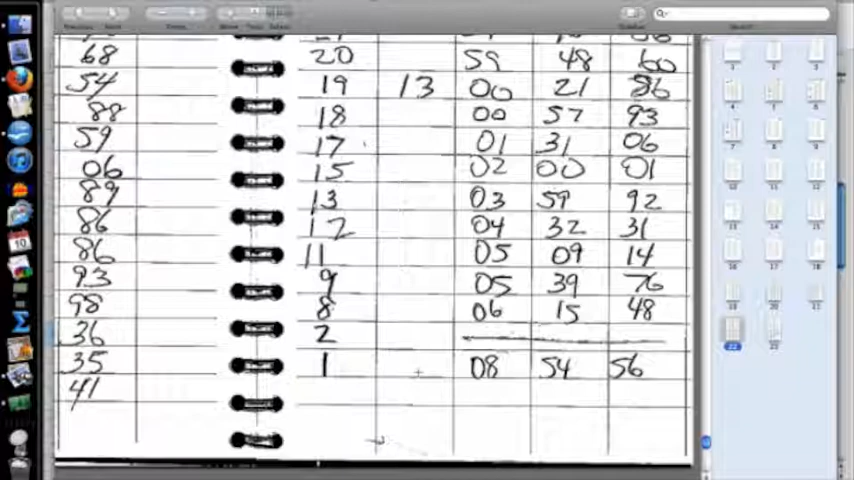 68
20 59 48 60
54
19 13 00 21 86
88
18 00 57 93
59
17 01 31 06
06
15 02 00 01
89
13 03 59 92
86
12 04 32 31
86
11 05 09 14
93
9 05 39 76
98
8 06 15 48
36
2
35
1 08 54 56
41